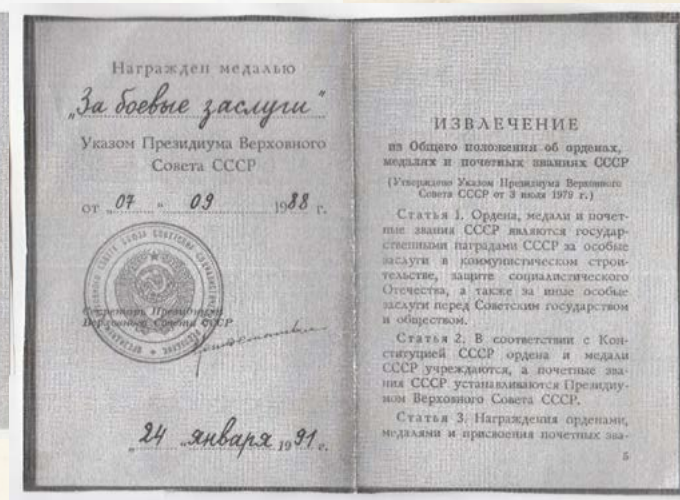 Награжден медалью
„За боевые заслуги"
Указом Президиума Верховного
Совета СССР
от „07 " 09 1988 г.
Секретарь Президиума
Верховного Совета СССР
„24 „января 1991 г.
ИЗВЛЕЧЕНИЕ
из Общего положения об орденах,
медалях и почетных званиях СССР
(Утверждено Указом Президиума Верховного
Совета СССР от 3 июля 1979 г.)
Статья 1. Ордена, медали и почет-
ные звания СССР являются государ-
ственными наградами СССР за особые
заслуги в коммунистическом строи-
тельстве, защите социалистического
Отечества, а также за иные особые
заслуги перед Советским государством
и обществом.
Статья 2. В соответствии с Кон-
ституцией СССР ордена и медали
СССР учреждаются, а почетные зва-
ния СССР устанавливаются Президиу-
мом Верховного Совета СССР.
Статья 3. Награждения орденами,
медалями и присвоения почетных зва-
5